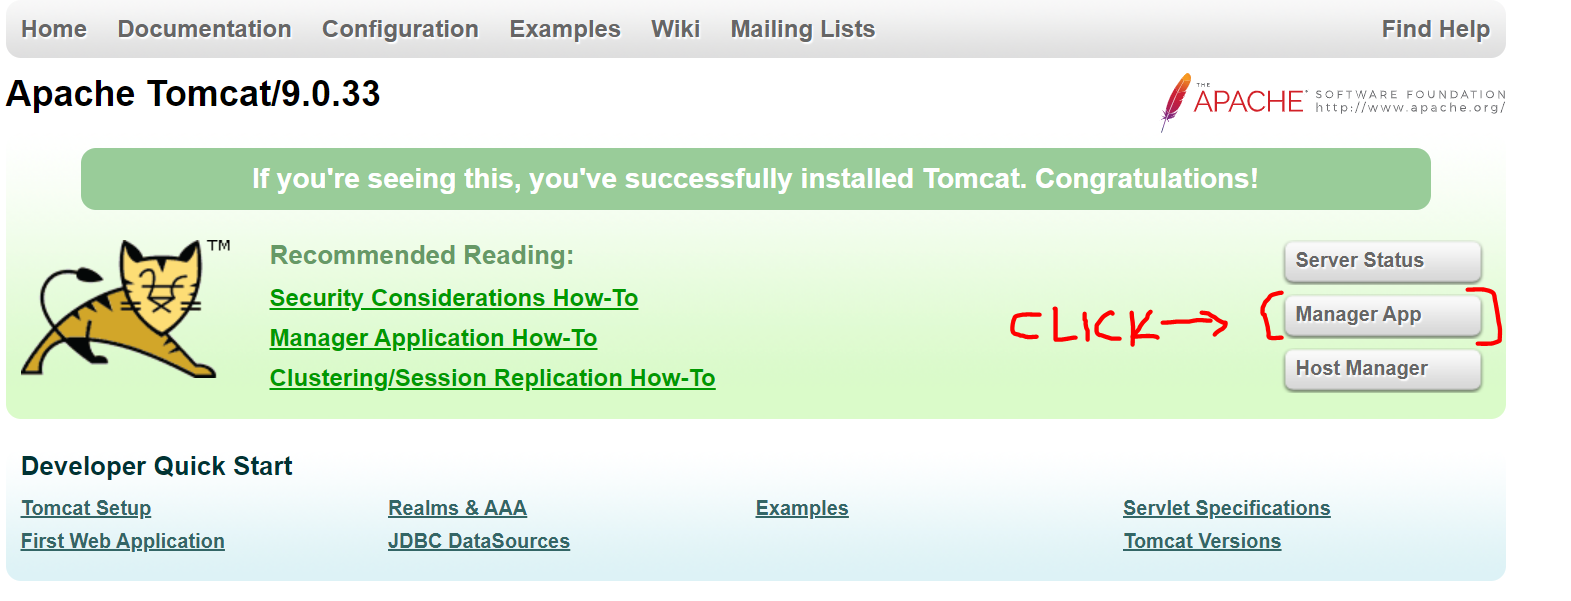 Home Documentation Configuration Examples Wiki Mailing Lists Find Help
Apache Tomcat/9.0.33
THE
APACHE SOFTWARE FOUNDATION
http://www.apache.org/
If you're seeing this, you've successfully installed Tomcat. Congratulations!
TM
Recommended Reading:
Security Considerations How-To
Manager Application How-To
Clustering/Session Replication How-To
Server Status
CLICK→ [Manager App]
Host Manager
Developer Quick Start
Tomcat Setup Realms & AAA Examples Servlet Specifications
First Web Application JDBC DataSources Tomcat Versions